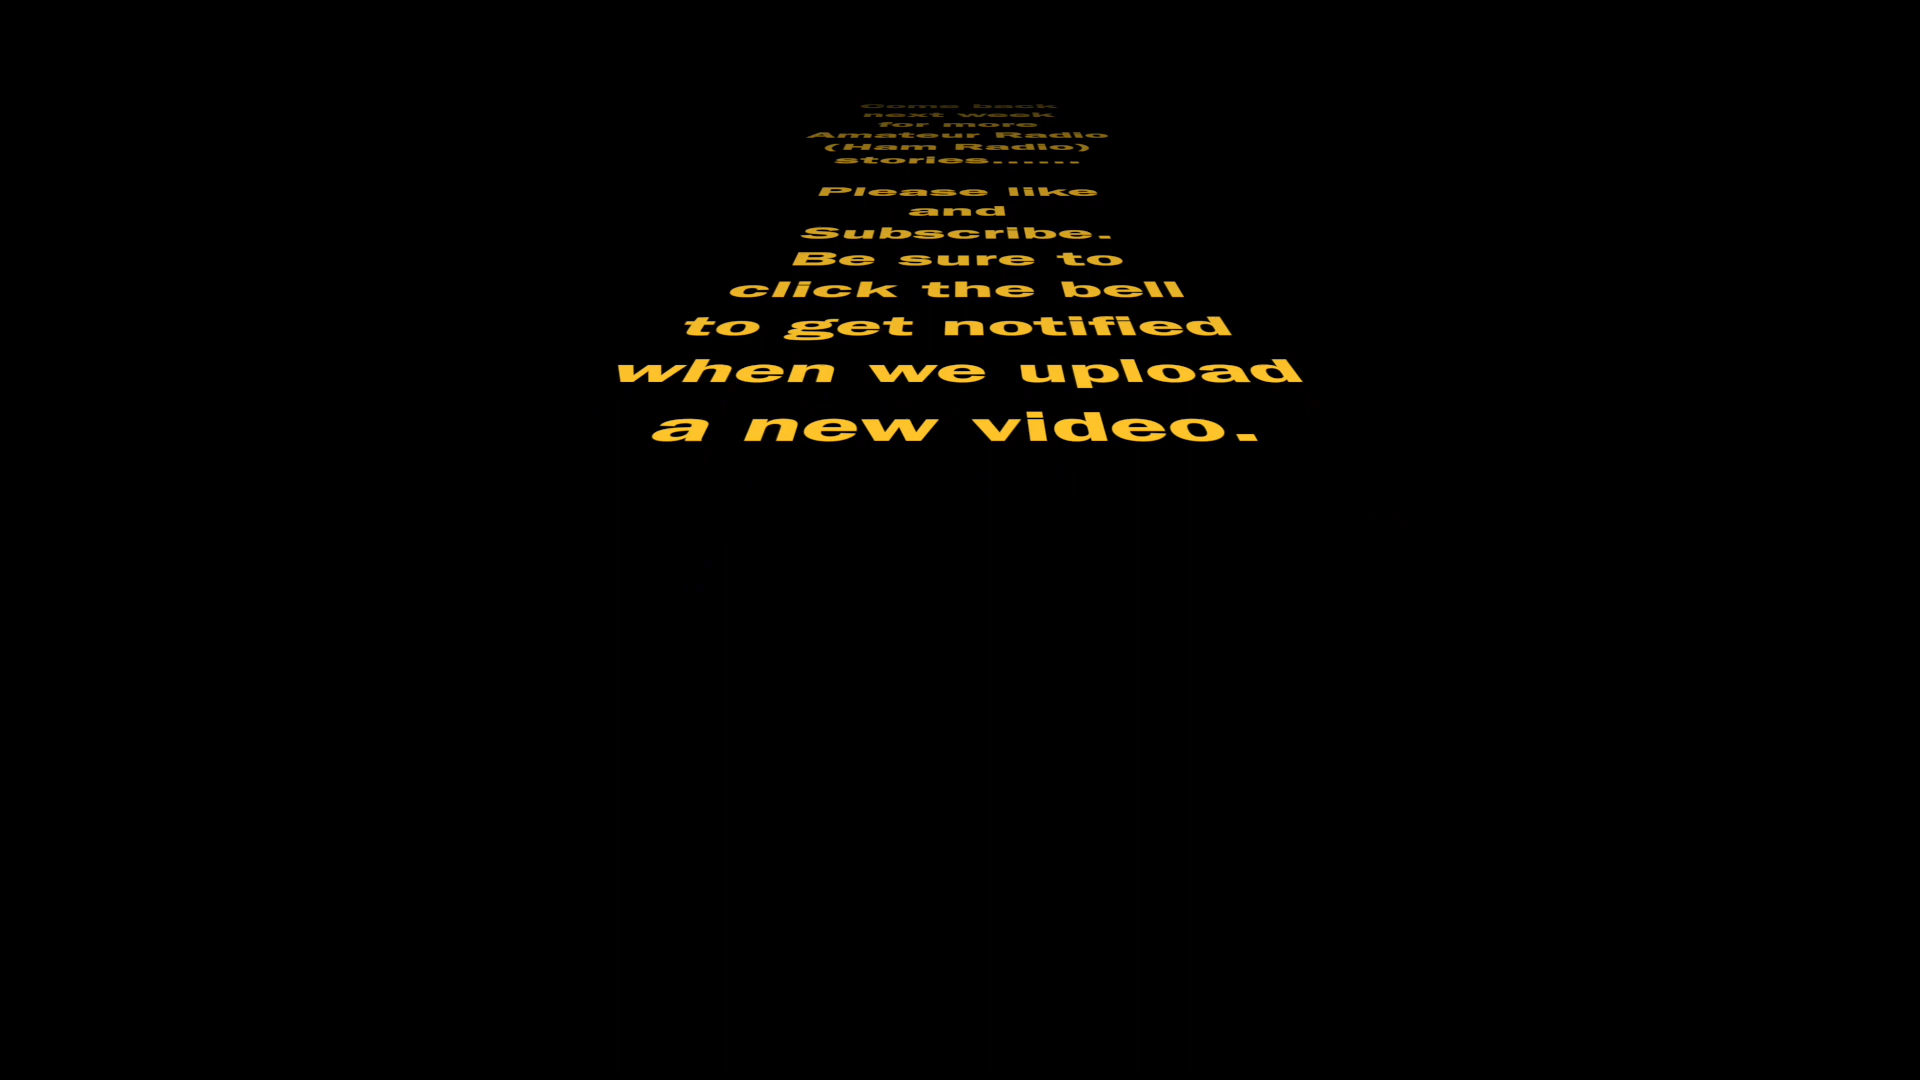 Come back
next week
for more
Amateur Radio
(Ham Radio)
stories......
Please like
and
Subscribe.
Be sure to
click the bell
to get notified
when we upload
a new video.